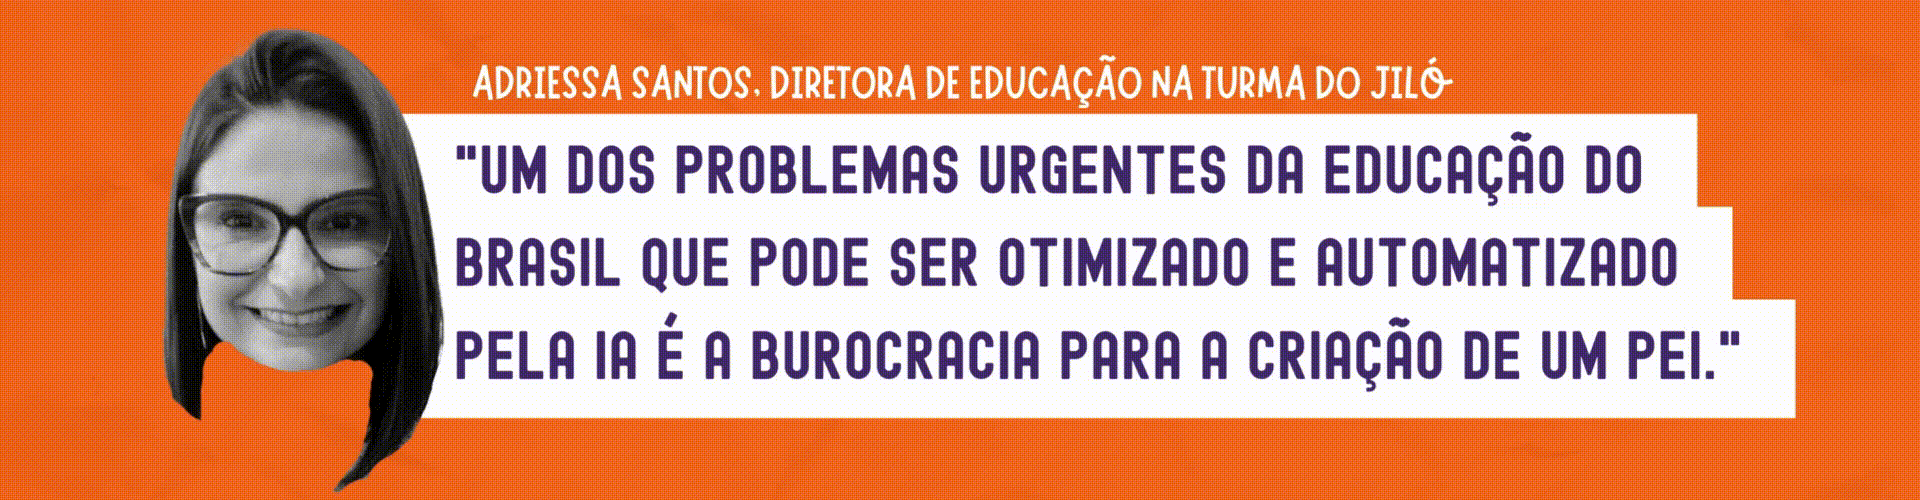 ADRIESSA SANTOS, DIRETORA DE EDUCAÇÃO NA TURMA DO JILÓ
"UM DOS PROBLEMAS URGENTES DA EDUCAÇÃO DO
BRASIL QUE PODE SER OTIMIZADO E AUTOMATIZADO
PELA IA É A BUROCRACIA PARA A CRIAÇÃO DE UM PEI."